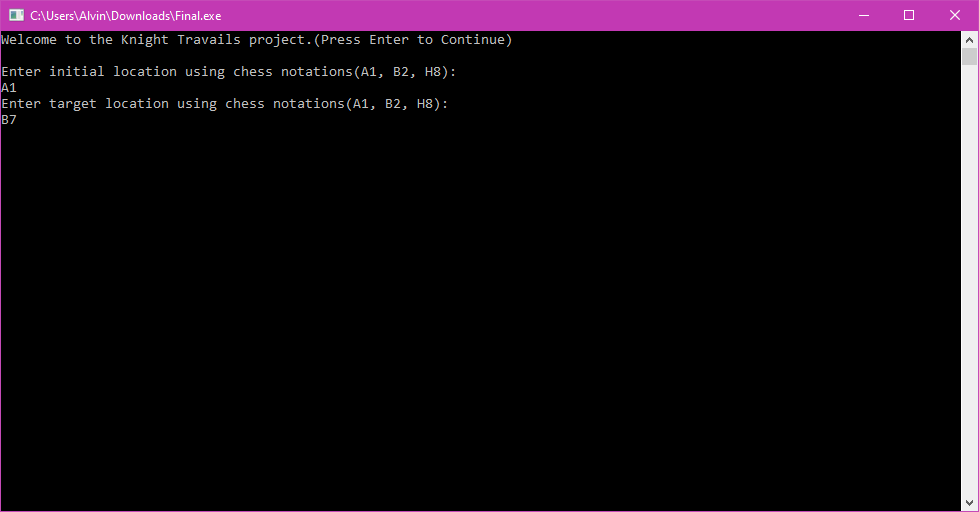 C:\Users\Alvin\Downloads\Final.exe
Welcome to the Knight Travails project.(Press Enter to Continue)
Enter initial location using chess notations(A1, B2, H8):
A1
Enter target location using chess notations(A1, B2, H8):
B7